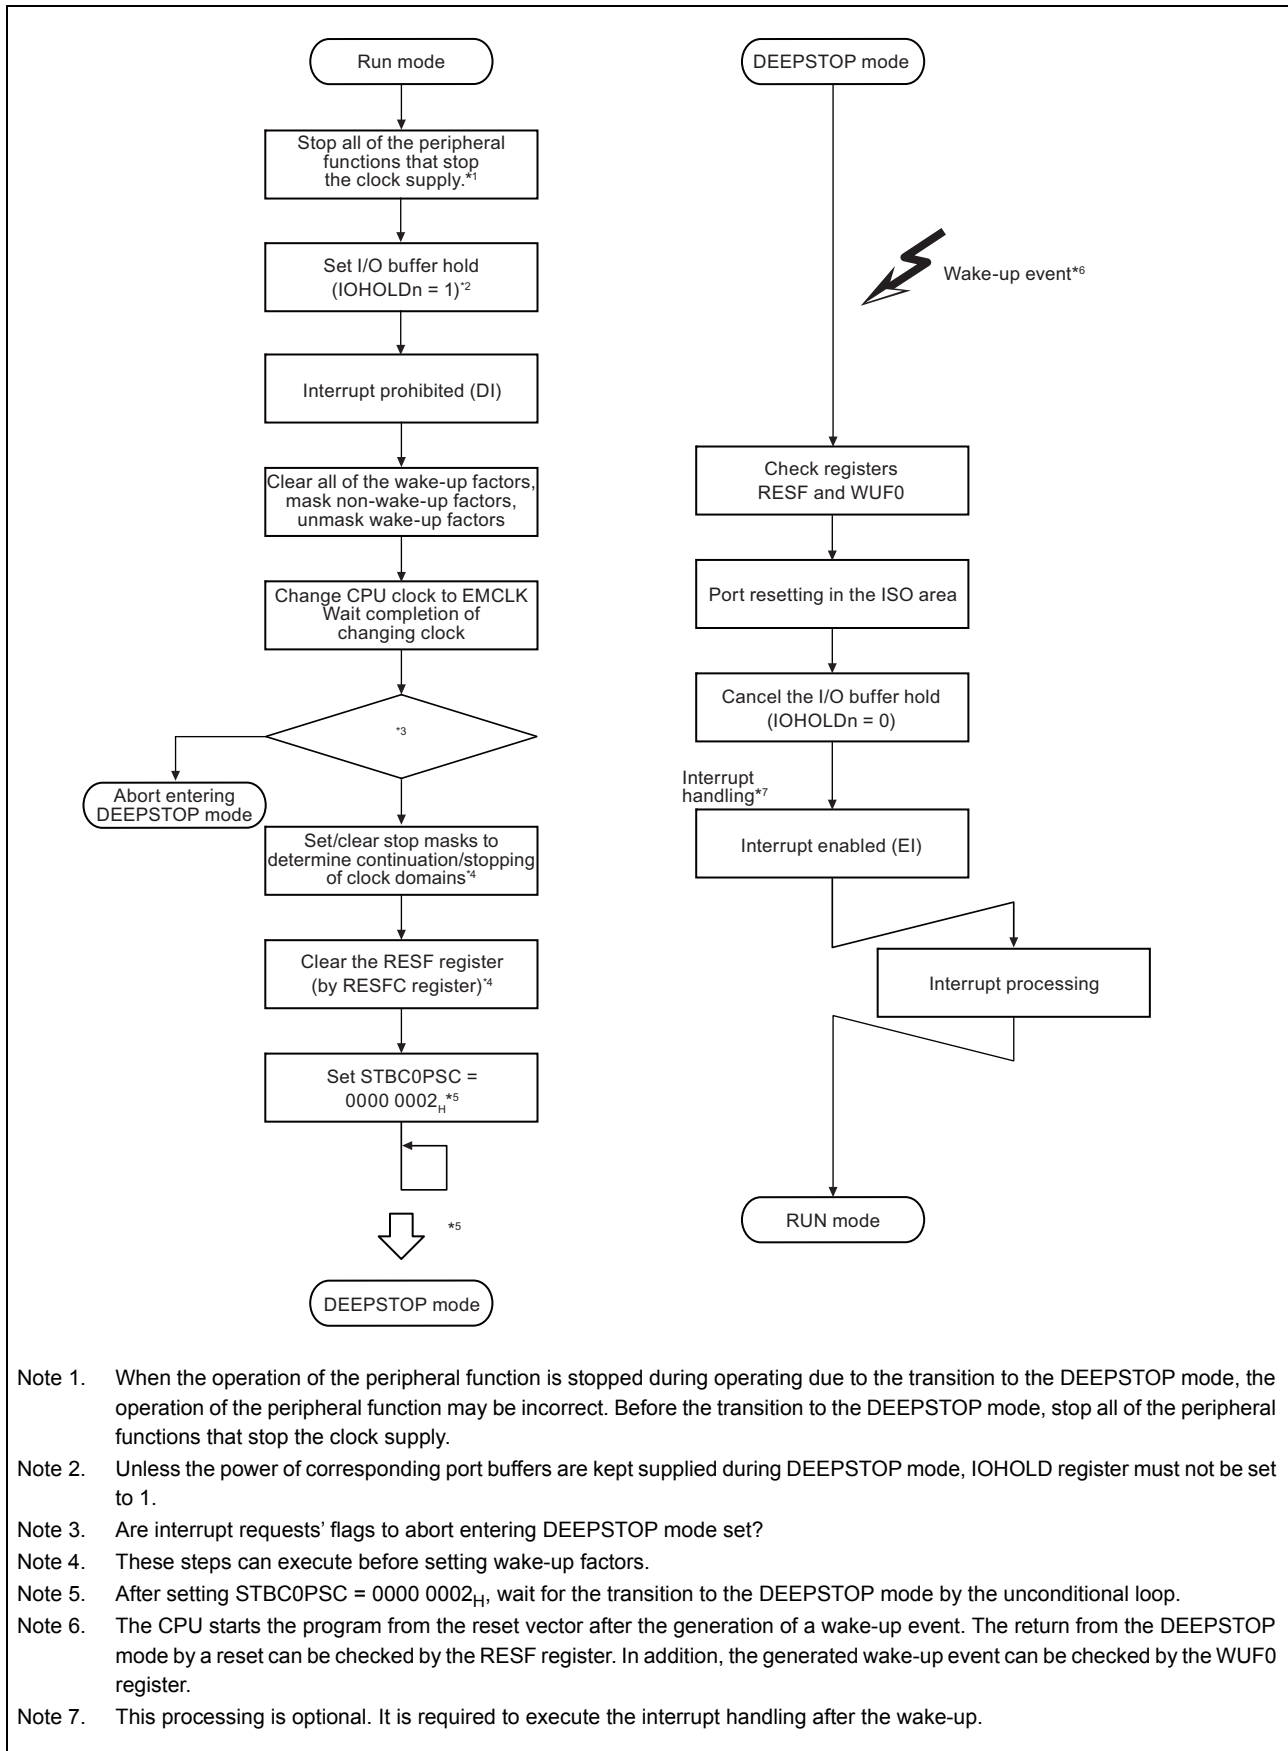 Run mode
Stop all of the peripheral
functions that stop
the clock supply.*1
Set I/O buffer hold
(IOHOLDn = 1)*2
Interrupt prohibited (DI)
Clear all of the wake-up factors,
mask non-wake-up factors,
unmask wake-up factors
Change CPU clock to EMCLK
Wait completion of
changing clock
*3
Abort entering
DEEPSTOP mode
Set/clear stop masks to
determine continuation/stopping
of clock domains*4
Clear the RESF register
(by RESFC register)*4
Set STBC0PSC =
0000 0002H*5
*5
DEEPSTOP mode
DEEPSTOP mode
Wake-up event*6
Check registers
RESF and WUF0
Port resetting in the ISO area
Cancel the I/O buffer hold
(IOHOLDn = 0)
Interrupt
handling*7
Interrupt enabled (EI)
Interrupt processing
RUN mode
Note 1. When the operation of the peripheral function is stopped during operating due to the transition to the DEEPSTOP mode, the
operation of the peripheral function may be incorrect. Before the transition to the DEEPSTOP mode, stop all of the peripheral
functions that stop the clock supply.
Note 2. Unless the power of corresponding port buffers are kept supplied during DEEPSTOP mode, IOHOLD register must not be set
to 1.
Note 3. Are interrupt requests' flags to abort entering DEEPSTOP mode set?
Note 4. These steps can execute before setting wake-up factors.
Note 5. After setting STBC0PSC = 0000 0002H, wait for the transition to the DEEPSTOP mode by the unconditional loop.
Note 6. The CPU starts the program from the reset vector after the generation of a wake-up event. The return from the DEEPSTOP
mode by a reset can be checked by the RESF register. In addition, the generated wake-up event can be checked by the WUF0
register.
Note 7. This processing is optional. It is required to execute the interrupt handling after the wake-up.